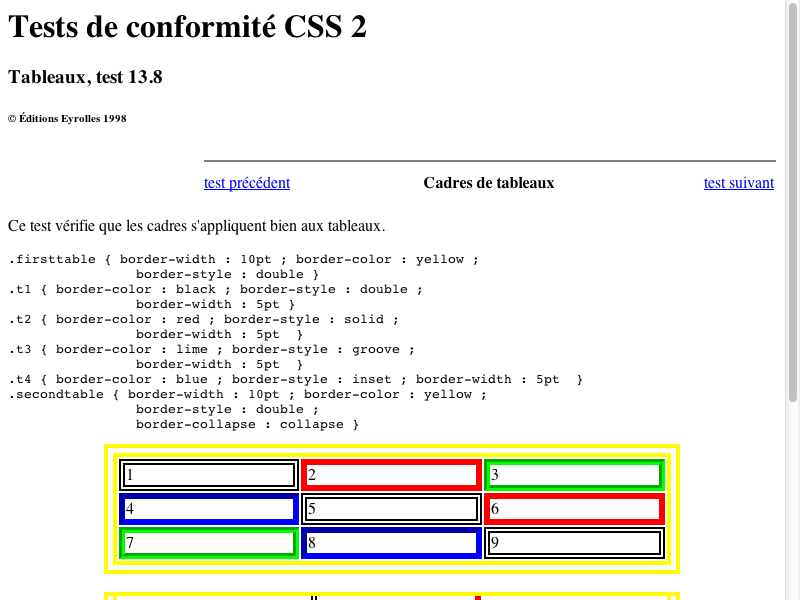 Tests de conformité CSS 2
Tableaux, test 13.8
© Éditions Eyrolles 1998
test précédent Cadres de tableaux test suivant
Ce test vérifie que les cadres s'appliquent bien aux tableaux.
.firsttable { border-width : 10pt ; border-color : yellow ;
border-style : double }
.t1 { border-color : black ; border-style : double ;
border-width : 5pt }
.t2 { border-color : red ; border-style : solid ;
border-width : 5pt  }
.t3 { border-color : lime ; border-style : groove ;
border-width : 5pt  }
.t4 { border-color : blue ; border-style : inset ; border-width : 5pt  }
.secondtable { border-width : 10pt ; border-color : yellow ;
border-style : double ;
border-collapse : collapse }
1 2 3
4 5 6
7 8 9